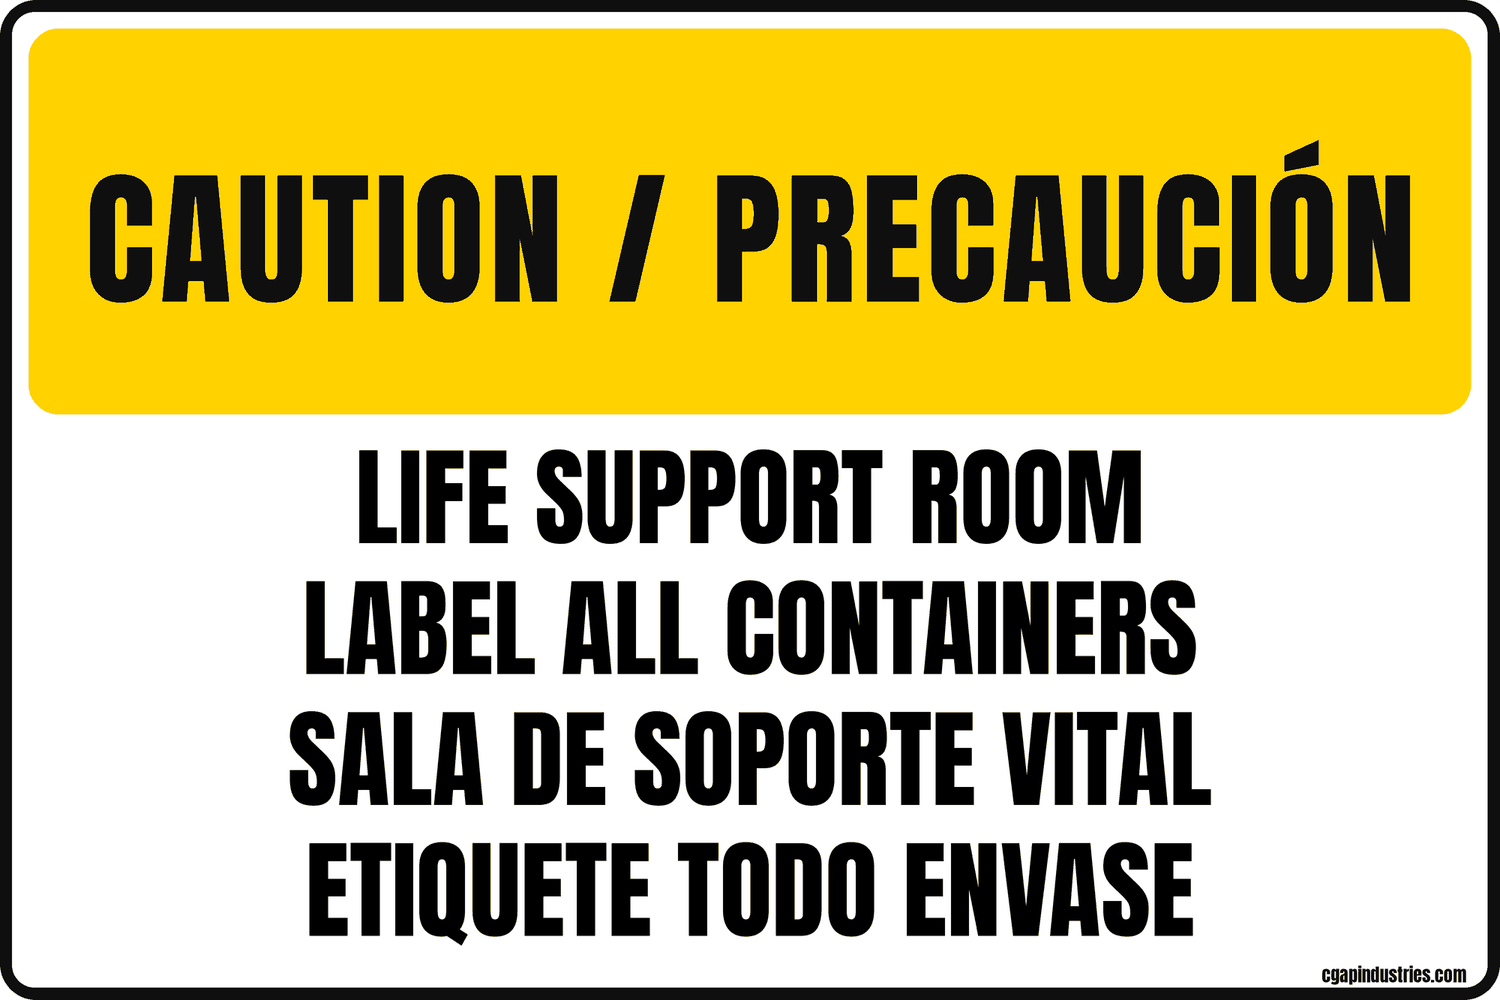 CAUTION / PRECAUCIÓN
LIFE SUPPORT ROOM
LABEL ALL CONTAINERS
SALA DE SOPORTE VITAL
ETIQUETE TODO ENVASE
cgapindustries.com